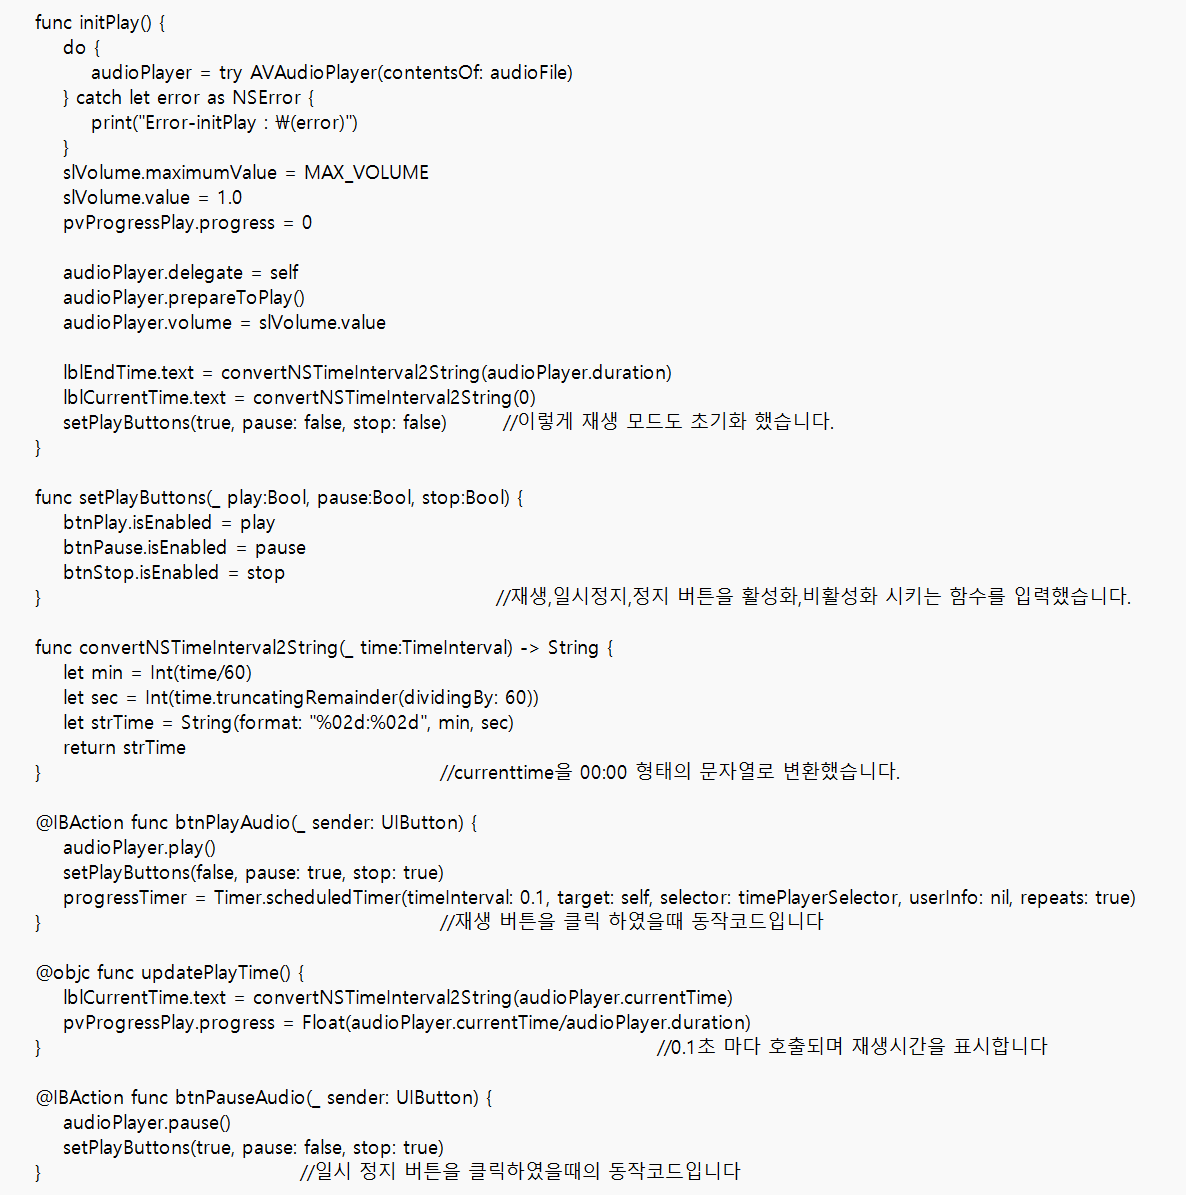 func initPlay() {
do {
audioPlayer = try AVAudioPlayer(contentsOf: audioFile)
} catch let error as NSError {
print("Error-initPlay : ₩(error)")
}
slVolume.maximumValue = MAX_VOLUME
slVolume.value = 1.0
pvProgressPlay.progress = 0
audioPlayer.delegate = self
audioPlayer.prepareToPlay()
audioPlayer.volume = slVolume.value
lblEndTime.text = convertNSTimeInterval2String(audioPlayer.duration)
lblCurrentTime.text = convertNSTimeInterval2String(0)
setPlayButtons(true, pause: false, stop: false) //이렇게 재생 모드도 초기화 했습니다.
}
func setPlayButtons(_ play:Bool, pause:Bool, stop:Bool) {
btnPlay.isEnabled = play
btnPause.isEnabled = pause
btnStop.isEnabled = stop
} //재생,일시정지,정지 버튼을 활성화,비활성화 시키는 함수를 입력했습니다.
func convertNSTimeInterval2String(_ time:TimeInterval) -> String {
let min = Int(time/60)
let sec = Int(time.truncatingRemainder(dividingBy: 60))
let strTime = String(format: "%02d:%02d", min, sec)
return strTime
} //currenttime을 00:00 형태의 문자열로 변환했습니다.
@IBAction func btnPlayAudio(_ sender: UIButton) {
audioPlayer.play()
setPlayButtons(false, pause: true, stop: true)
progressTimer = Timer.scheduledTimer(timeInterval: 0.1, target: self, selector: timePlayerSelector, userInfo: nil, repeats: true)
} //재생 버튼을 클릭 하였을때 동작코드입니다
@objc func updatePlayTime() {
lblCurrentTime.text = convertNSTimeInterval2String(audioPlayer.currentTime)
pvProgressPlay.progress = Float(audioPlayer.currentTime/audioPlayer.duration)
} //0.1초 마다 호출되며 재생시간을 표시합니다
@IBAction func btnPauseAudio(_ sender: UIButton) {
audioPlayer.pause()
setPlayButtons(true, pause: false, stop: true)
} //일시 정지 버튼을 클릭하였을때의 동작코드입니다